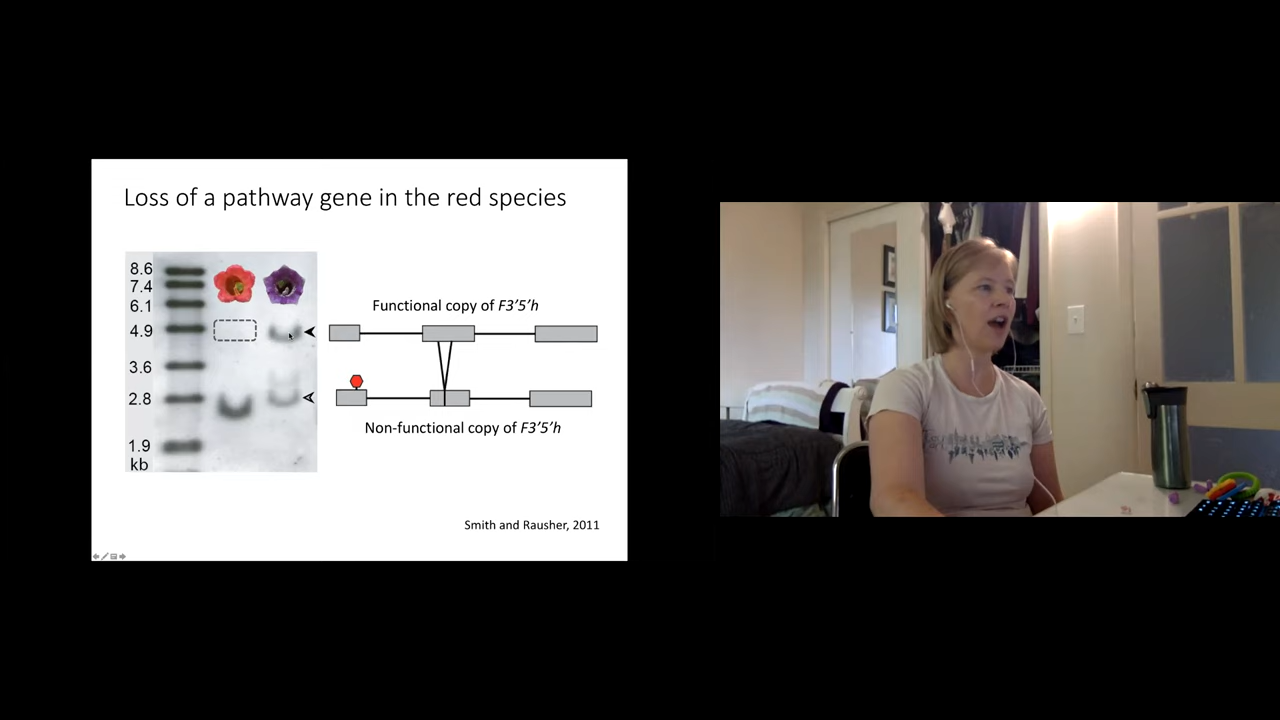 Loss of a pathway gene in the red species
8.6
7.4
6.1
4.9
3.6
2.8
1.9
kb
Functional copy of F3'5'h
Non-functional copy of F3'5'h
Smith and Rausher, 2011